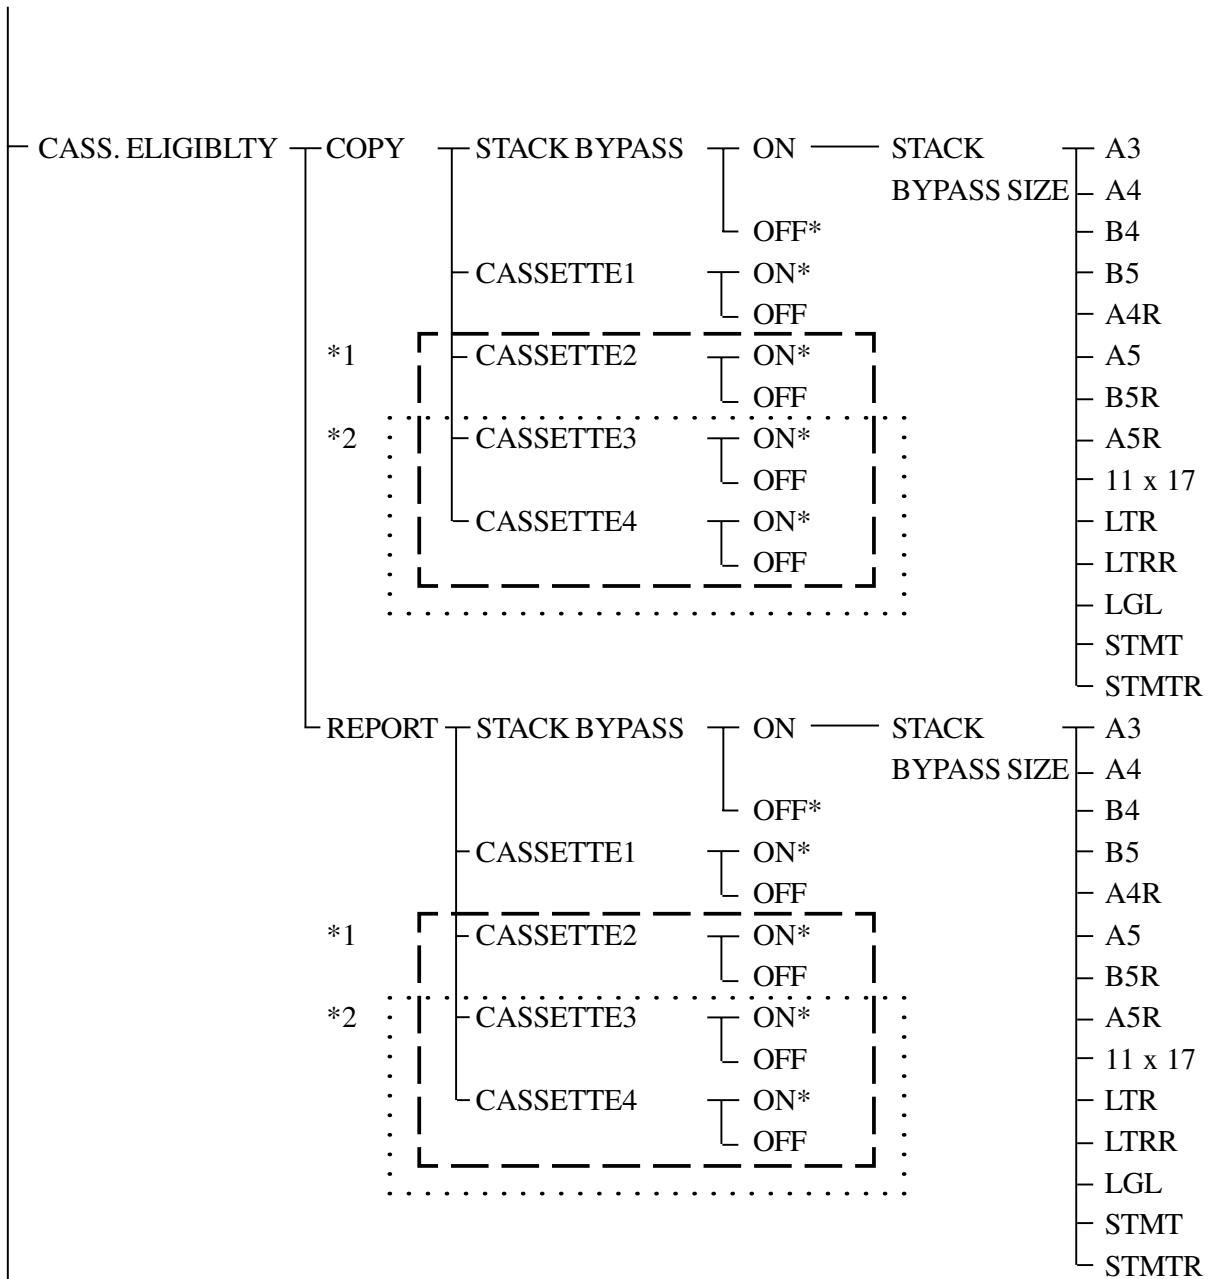 CASS. ELIGIBLTY COPY STACK BYPASS ON STACK A3
BYPASS SIZE A4
OFF* B4
CASSETTE1 ON* B5
OFF A4R
*1 CASSETTE2 ON* A5
OFF B5R
*2 CASSETTE3 ON* A5R
OFF 11 x 17
CASSETTE4 ON* LTR
OFF LTRR
LGL
STMT
STMTR
REPORT STACK BYPASS ON STACK A3
BYPASS SIZE A4
OFF* B4
CASSETTE1 ON* B5
OFF A4R
*1 CASSETTE2 ON* A5
OFF B5R
*2 CASSETTE3 ON* A5R
OFF 11 x 17
CASSETTE4 ON* LTR
OFF LTRR
LGL
STMT
STMTR